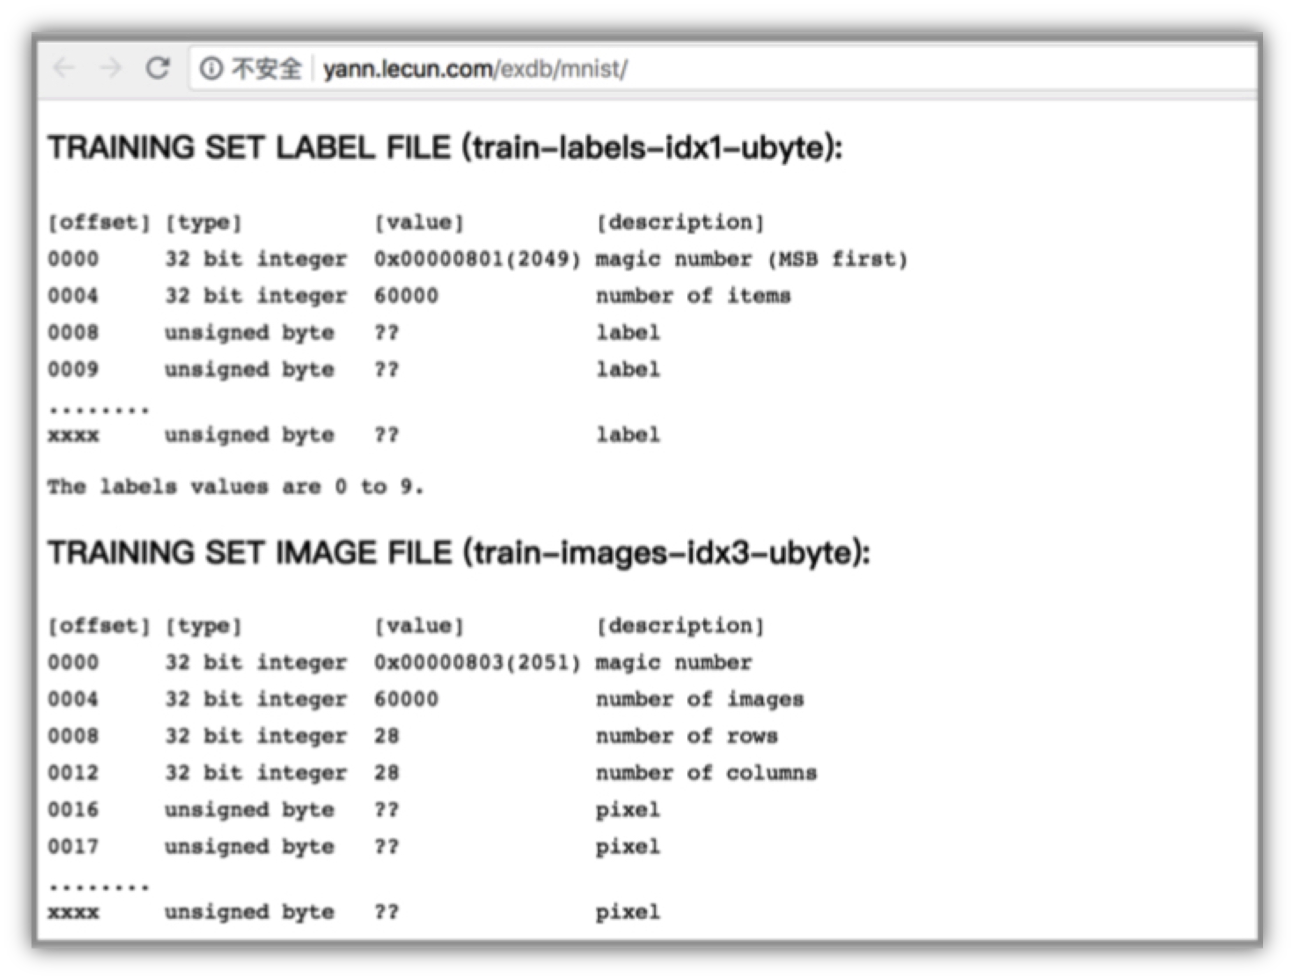 不安全 yann.lecun.com/exdb/mnist/
TRAINING SET LABEL FILE (train-labels-idx1-ubyte):
[offset] [type] [value] [description]
0000 32 bit integer 0x00000801(2049) magic number (MSB first)
0004 32 bit integer 60000 number of items
0008 unsigned byte ?? label
0009 unsigned byte ?? label
........
xxxx unsigned byte ?? label
The labels values are 0 to 9.
TRAINING SET IMAGE FILE (train-images-idx3-ubyte):
[offset] [type] [value] [description]
0000 32 bit integer 0x00000803(2051) magic number
0004 32 bit integer 60000 number of images
0008 32 bit integer 28 number of rows
0012 32 bit integer 28 number of columns
0016 unsigned byte ?? pixel
0017 unsigned byte ?? pixel
........
xxxx unsigned byte ?? pixel